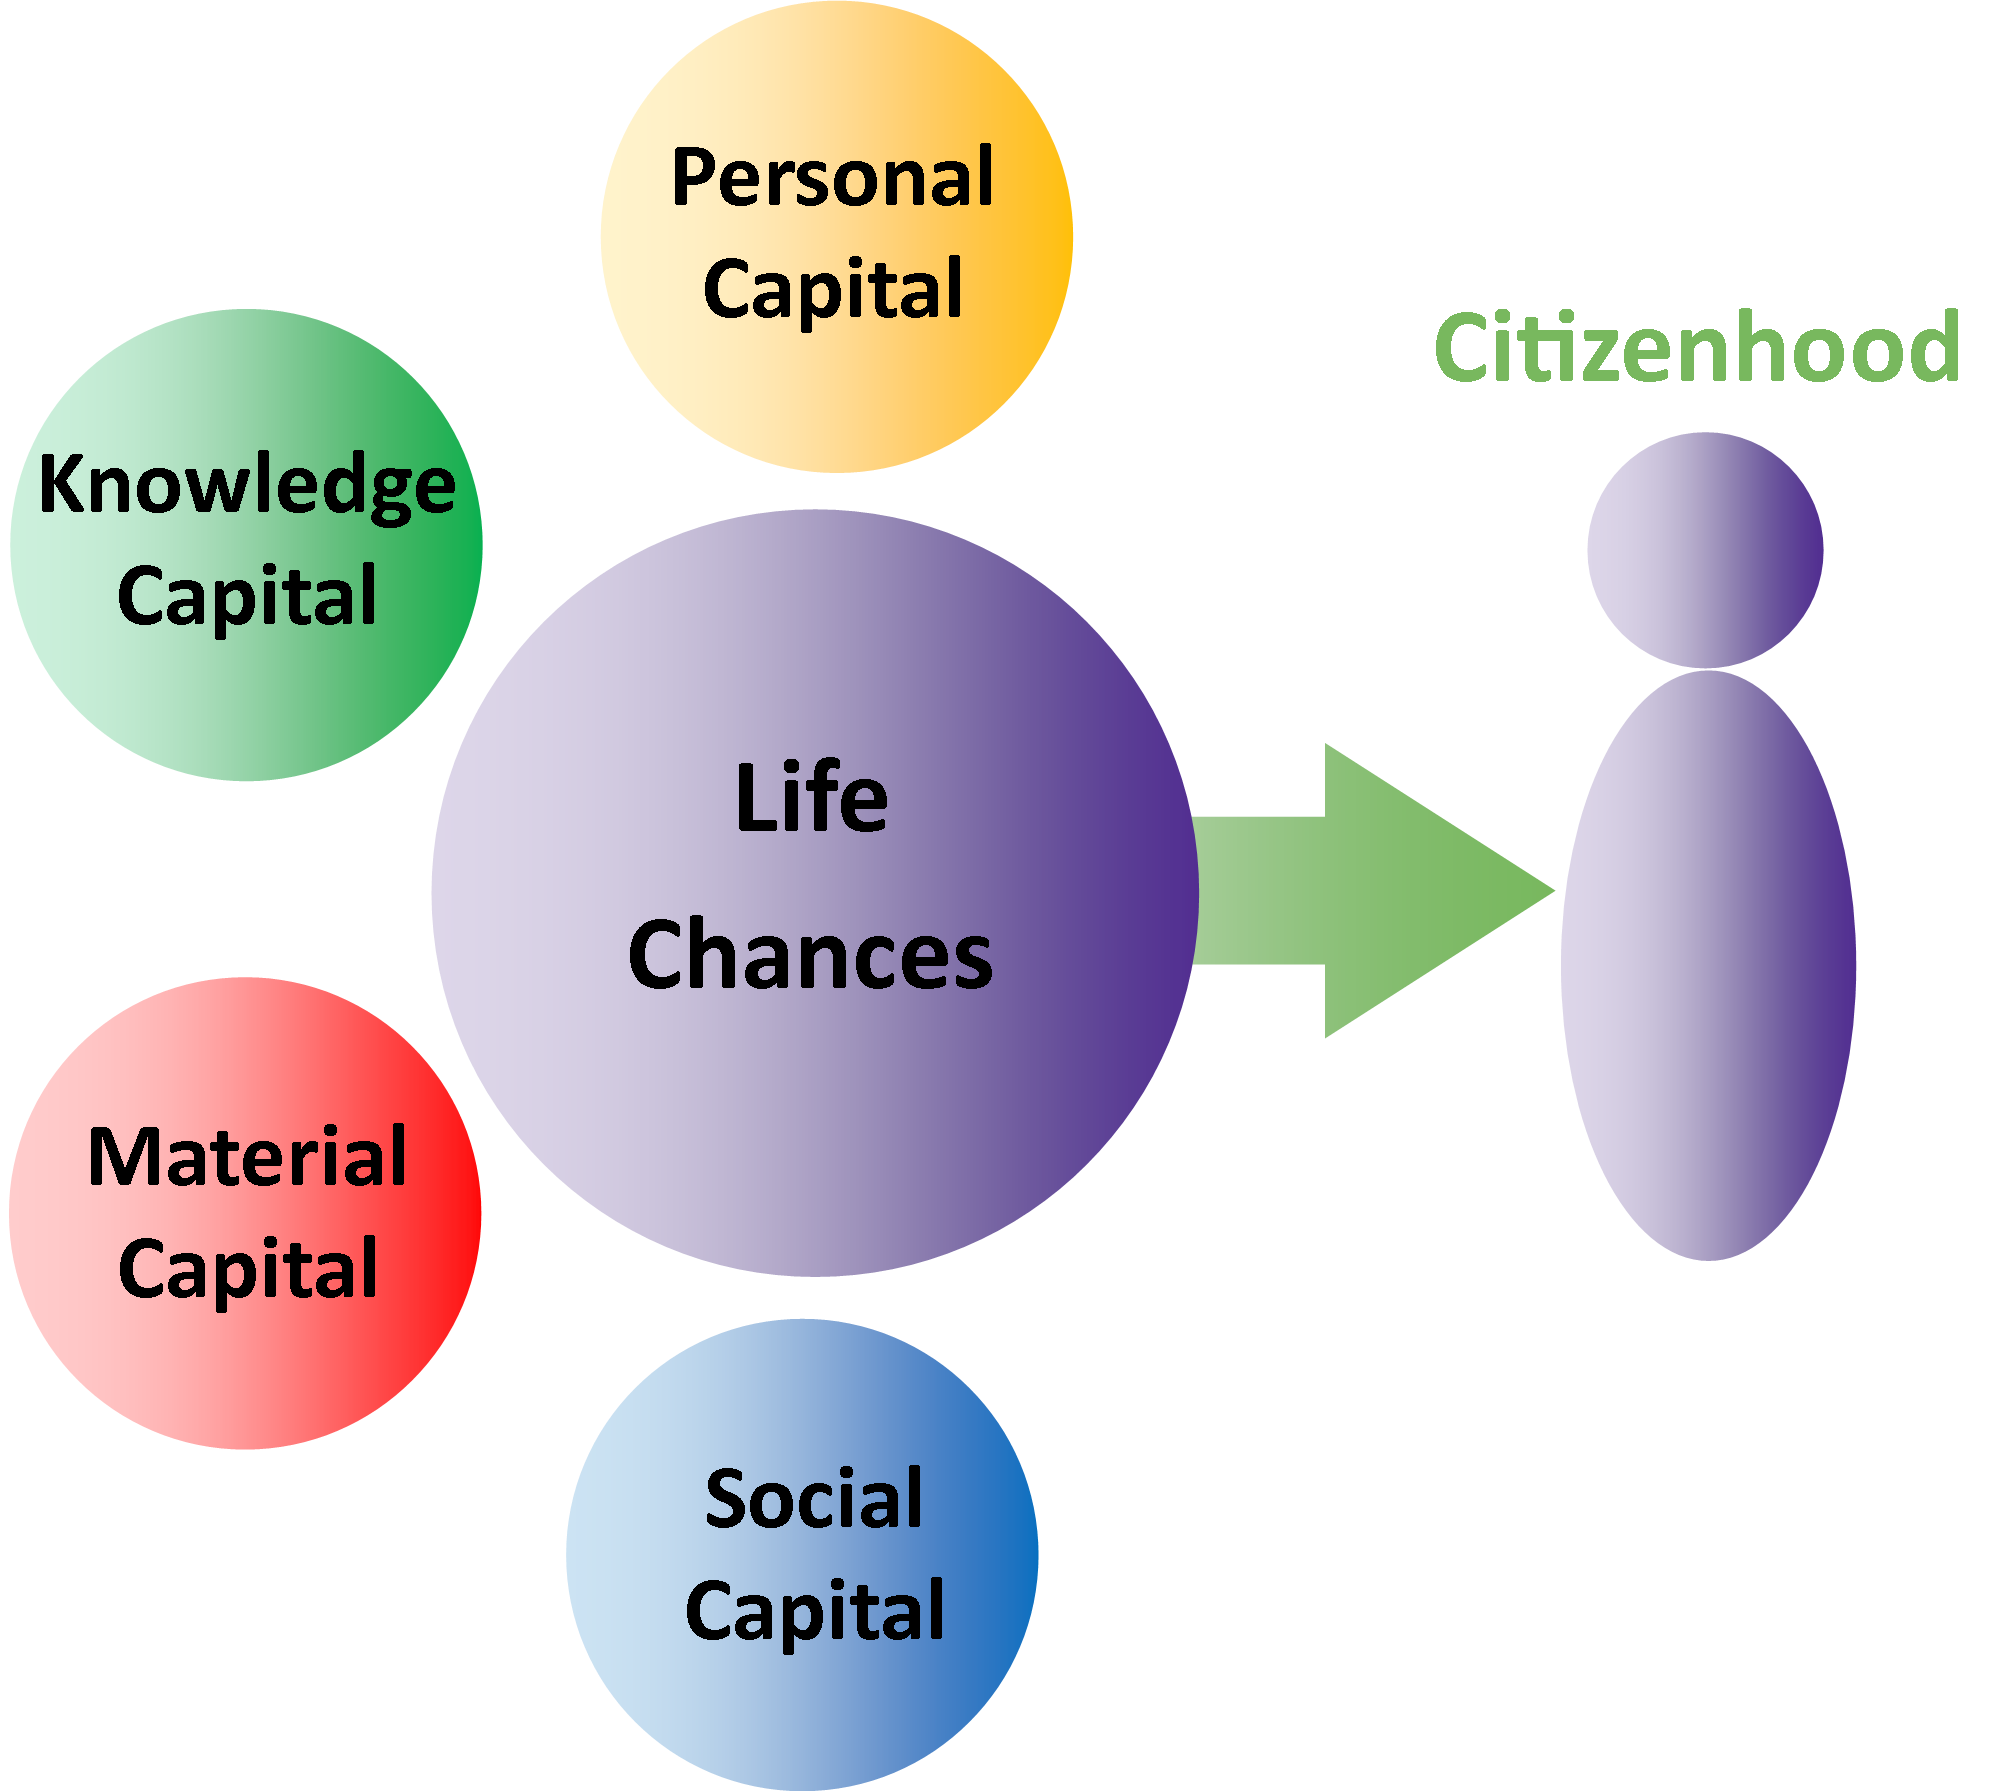 Personal
Capital
Citizenhood
Knowledge
Capital
Life
Chances
Material
Capital
Social
Capital